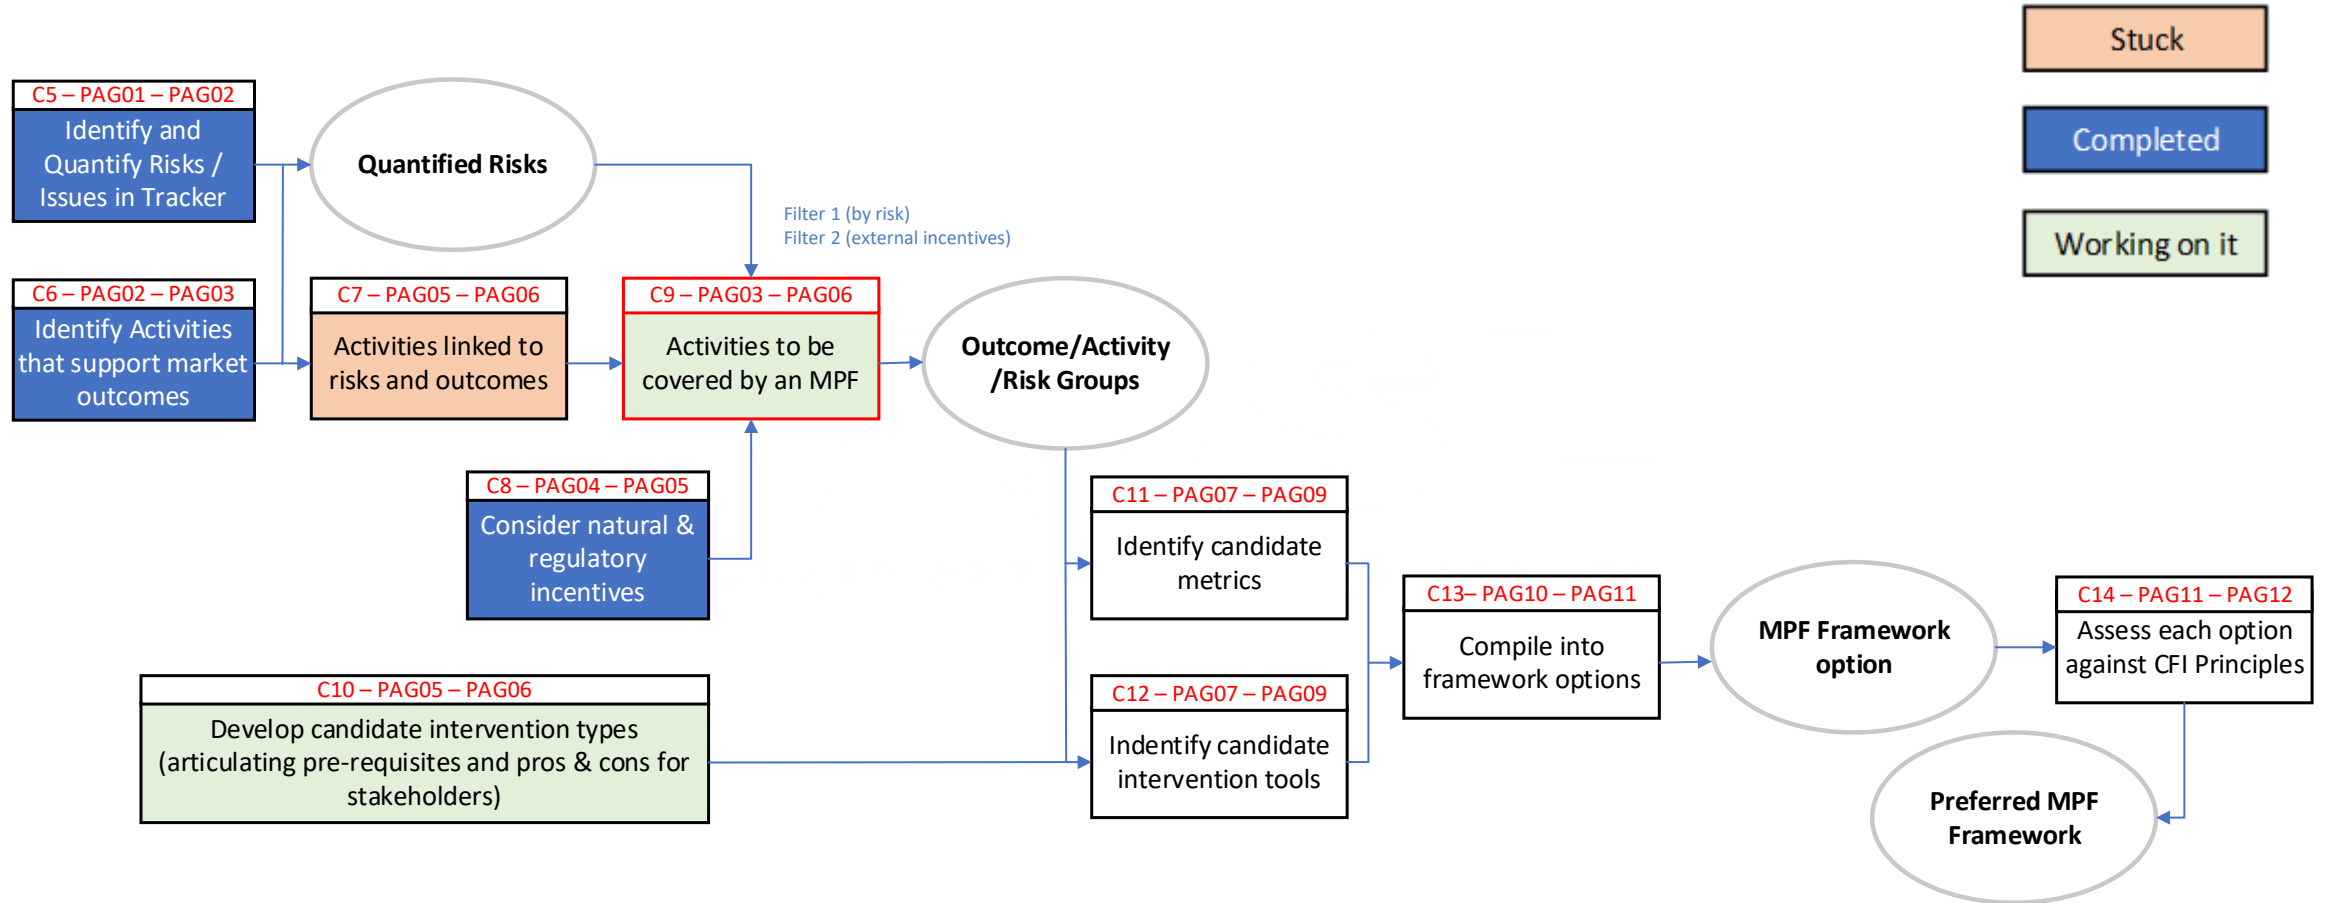 Stuck
Completed
Working on it
C5 – PAG01 – PAG02
Identify and
Quantify Risks /
Issues in Tracker
Quantified Risks
Filter 1 (by risk)
Filter 2 (external incentives)
C6 – PAG02 – PAG03
Identify Activities
that support market
outcomes
C7 – PAG05 – PAG06
Activities linked to
risks and outcomes
C9 – PAG03 – PAG06
Activities to be
covered by an MPF
Outcome/Activity
/Risk Groups
C8 – PAG04 – PAG05
Consider natural &
regulatory
incentives
C11 – PAG07 – PAG09
Identify candidate
metrics
C10 – PAG05 – PAG06
Develop candidate intervention types
(articulating pre-requisites and pros & cons for
stakeholders)
C12 – PAG07 – PAG09
Indentify candidate
intervention tools
C13– PAG10 – PAG11
Compile into
framework options
MPF Framework
option
C14 – PAG11 – PAG12
Assess each option
against CFI Principles
Preferred MPF
Framework